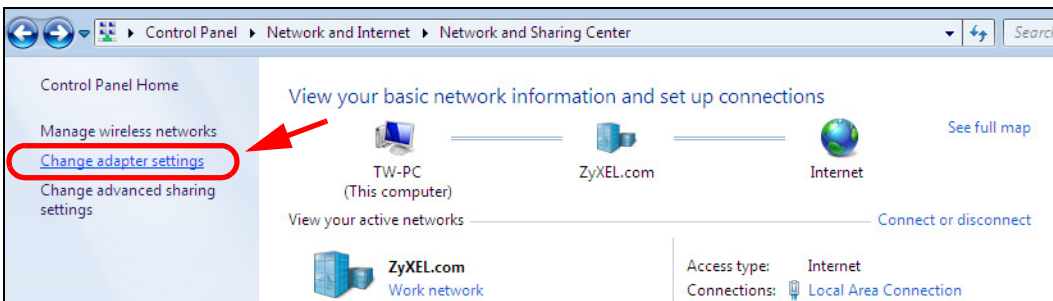 Control Panel ▸ Network and Internet ▸ Network and Sharing Center
Search
Control Panel Home
Manage wireless networks
Change adapter settings
Change advanced sharing
settings
View your basic network information and set up connections
See full map
TW-PC
(This computer)
ZyXEL.com
Internet
View your active networks
Connect or disconnect
ZyXEL.com
Work network
Access type: Internet
Connections: Local Area Connection